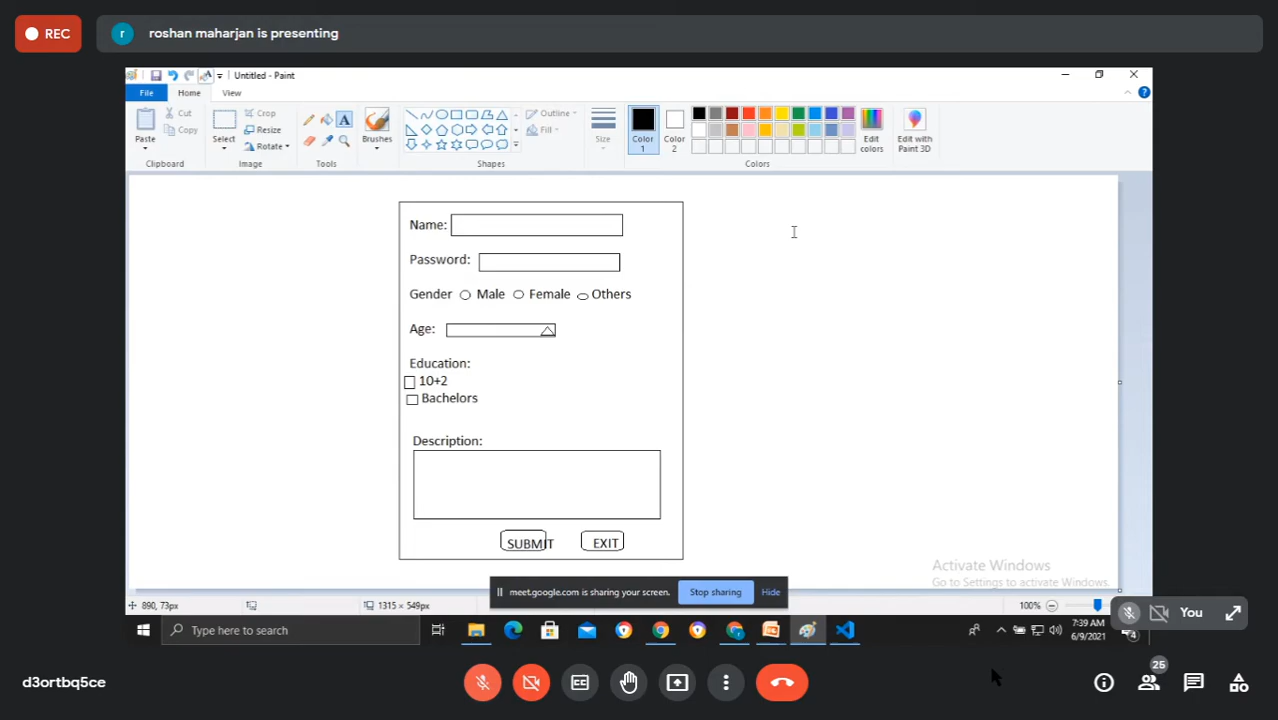 REC
r roshan maharjan is presenting
Untitled - Paint
File Home View
Paste
Cut
Copy
Clipboard
Select
Crop
Resize
Rotate
Image
A
Tools
Brushes
Shapes
Outline
Fill
Size
Color 1
Color 2
Colors
Edit colors
Edit with Paint 3D
Name:
Password:
Gender Male Female Others
Age:
Education:
10+2
Bachelors
Description:
SUBMIT EXIT
Activate Windows
Go to Settings to activate Windows.
meet.google.com is sharing your screen. Stop sharing Hide
890, 73px
1315 × 549px
100%
You
Type here to search
7:39 AM
6/9/2021
4
d3ortbq5ce
CC
25